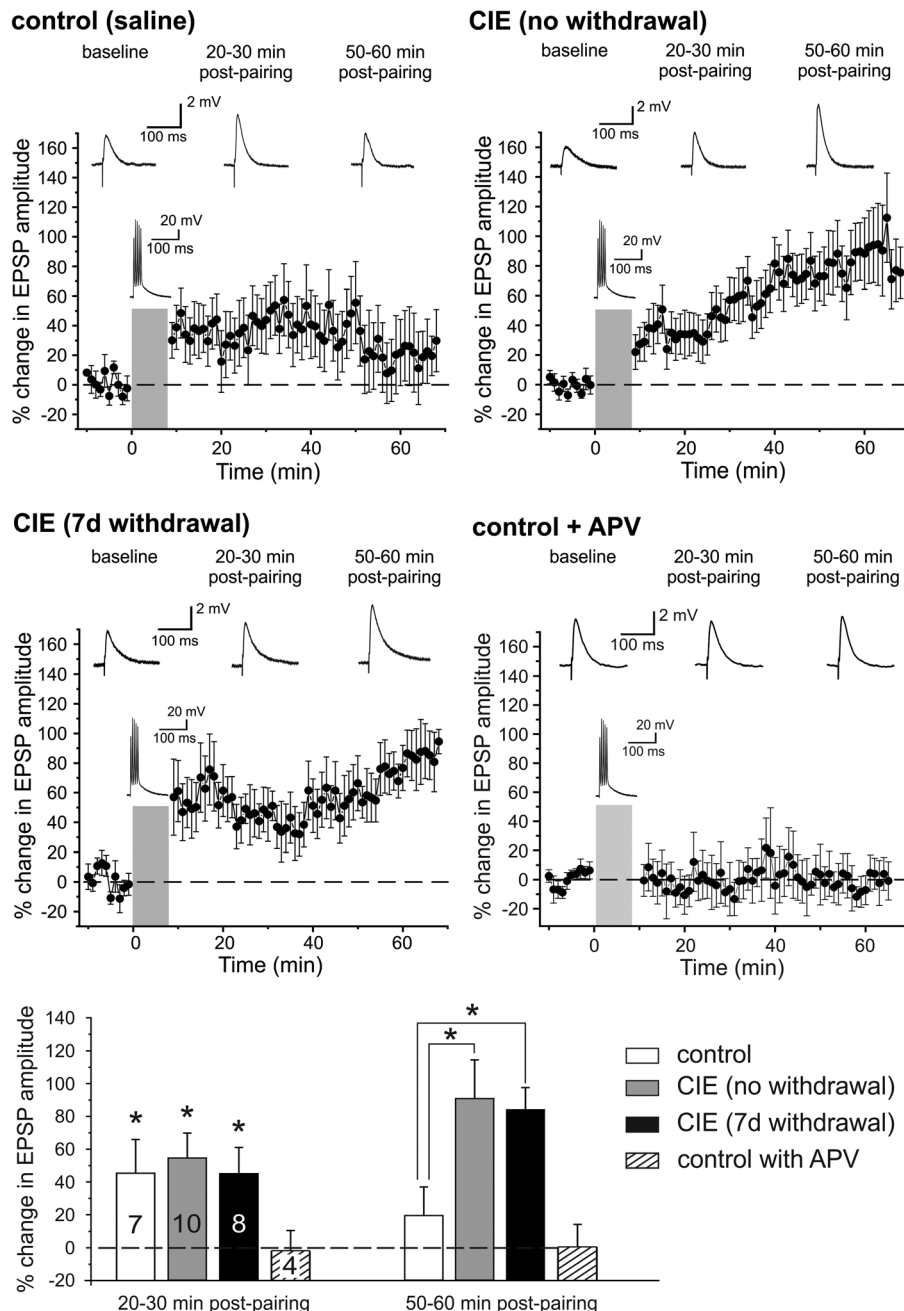 control (saline)
baseline
20-30 min
post-pairing
50-60 min
post-pairing
2 mV
100 ms
20 mV
100 ms
% change in EPSP amplitude
160
140
120
100
80
60
40
20
0
-20
0
20
40
60
Time (min)
CIE (no withdrawal)
baseline
20-30 min
post-pairing
50-60 min
post-pairing
2 mV
100 ms
20 mV
100 ms
% change in EPSP amplitude
160
140
120
100
80
60
40
20
0
-20
0
20
40
60
Time (min)
CIE (7d withdrawal)
baseline
20-30 min
post-pairing
50-60 min
post-pairing
2 mV
100 ms
20 mV
100 ms
% change in EPSP amplitude
160
140
120
100
80
60
40
20
0
-20
0
20
40
60
Time (min)
control + APV
baseline
20-30 min
post-pairing
50-60 min
post-pairing
2 mV
100 ms
20 mV
100 ms
% change in EPSP amplitude
160
140
120
100
80
60
40
20
0
-20
0
20
40
60
Time (min)
% change in EPSP amplitude
140
120
100
80
60
40
20
0
-20
* * *
7 10 8 4
*
*
20-30 min post-pairing
50-60 min post-pairing
control
CIE (no withdrawal)
CIE (7d withdrawal)
control with APV